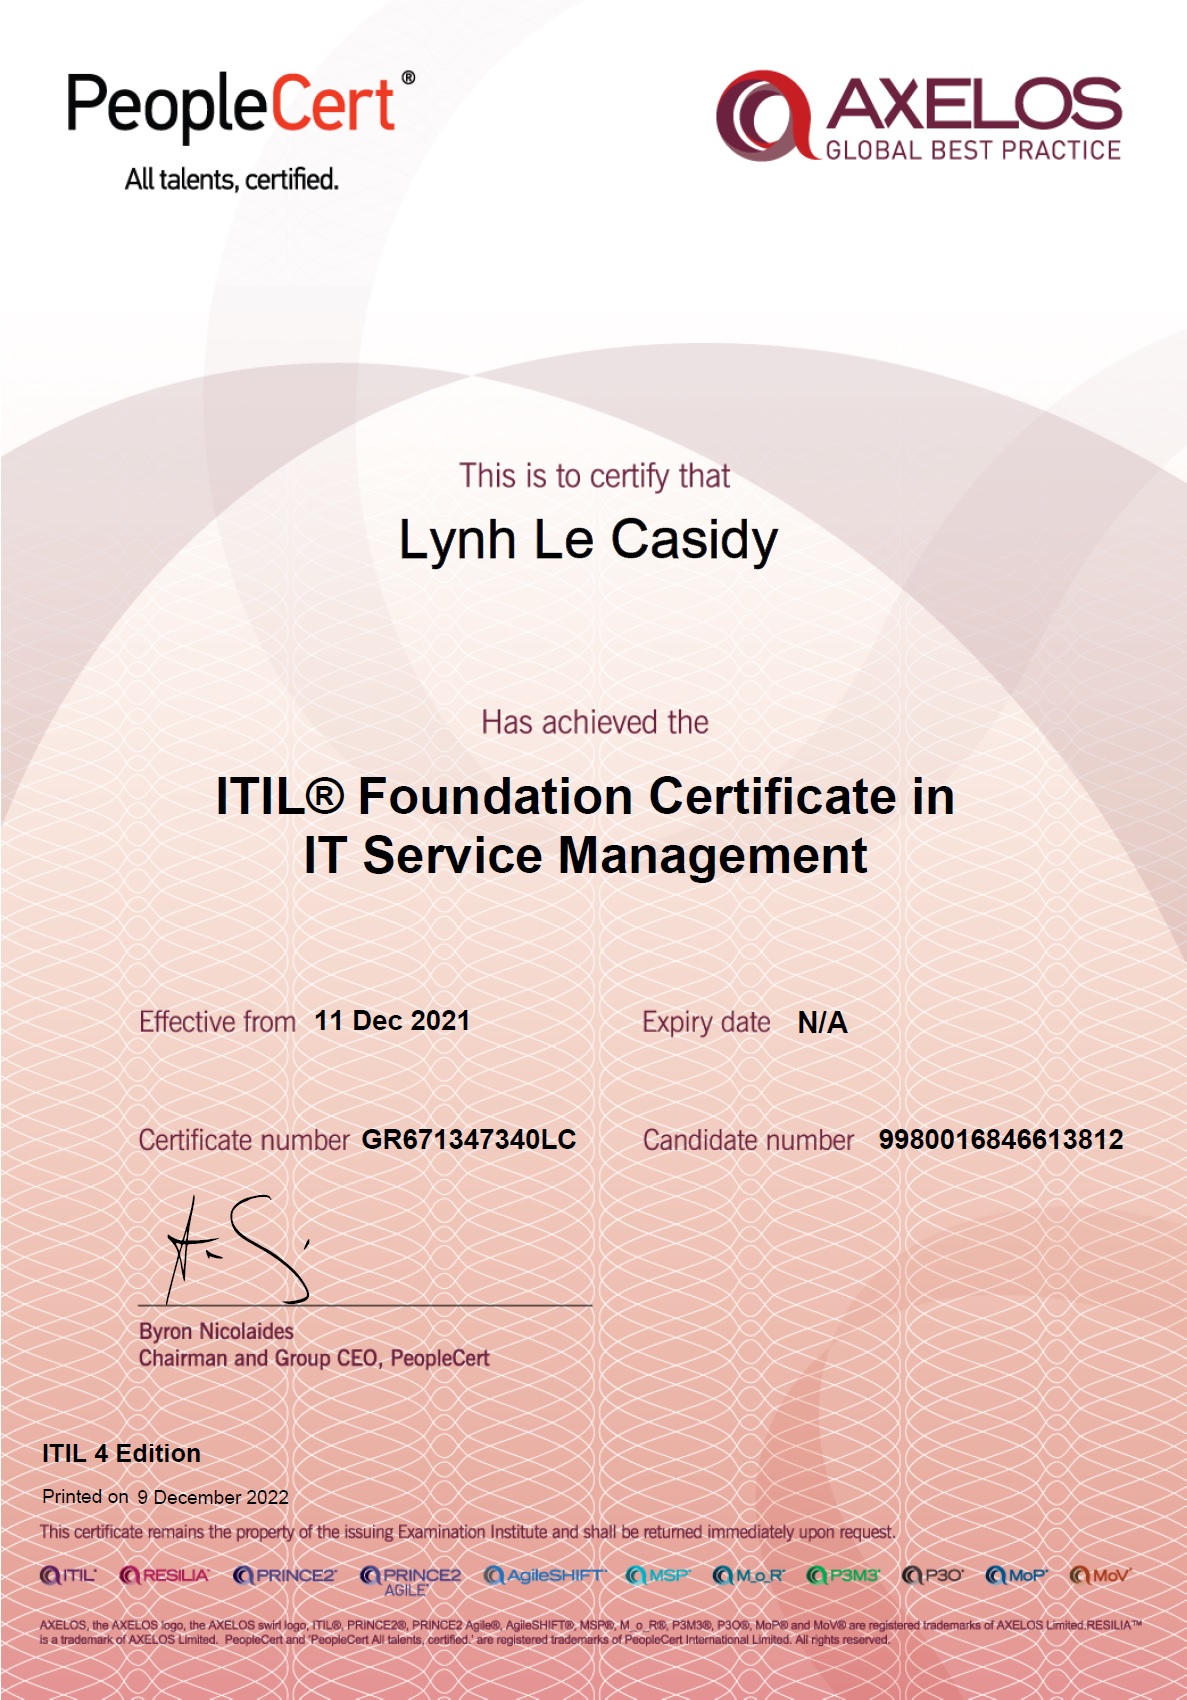 PeopleCert®
All talents, certified.
AXELOS
GLOBAL BEST PRACTICE
This is to certify that
Lynh Le Casidy
Has achieved the
ITIL® Foundation Certificate in
IT Service Management
Effective from 11 Dec 2021
Expiry date N/A
Certificate number GR671347340LC
Candidate number 9980016846613812
Byron Nicolaides
Chairman and Group CEO, PeopleCert
ITIL 4 Edition
Printed on 9 December 2022
This certificate remains the property of the issuing Examination Institute and shall be returned immediately upon request.
ITIL® RESILIA™ PRINCE2® PRINCE2 AGILE® AgileSHIFT® MSP® M_o_R® P3M3® P3O® MoP® MoV®
AXELOS, the AXELOS logo, the AXELOS swirl logo, ITIL®, PRINCE2®, PRINCE2 Agile®, AgileSHIFT®, MSP®, M_o_R®, P3M3®, P3O®, MoP® and MoV® are registered trademarks of AXELOS Limited.RESILIA™
is a trademark of AXELOS Limited. PeopleCert and 'PeopleCert All talents, certified.' are registered trademarks of PeopleCert International Limited. All rights reserved.